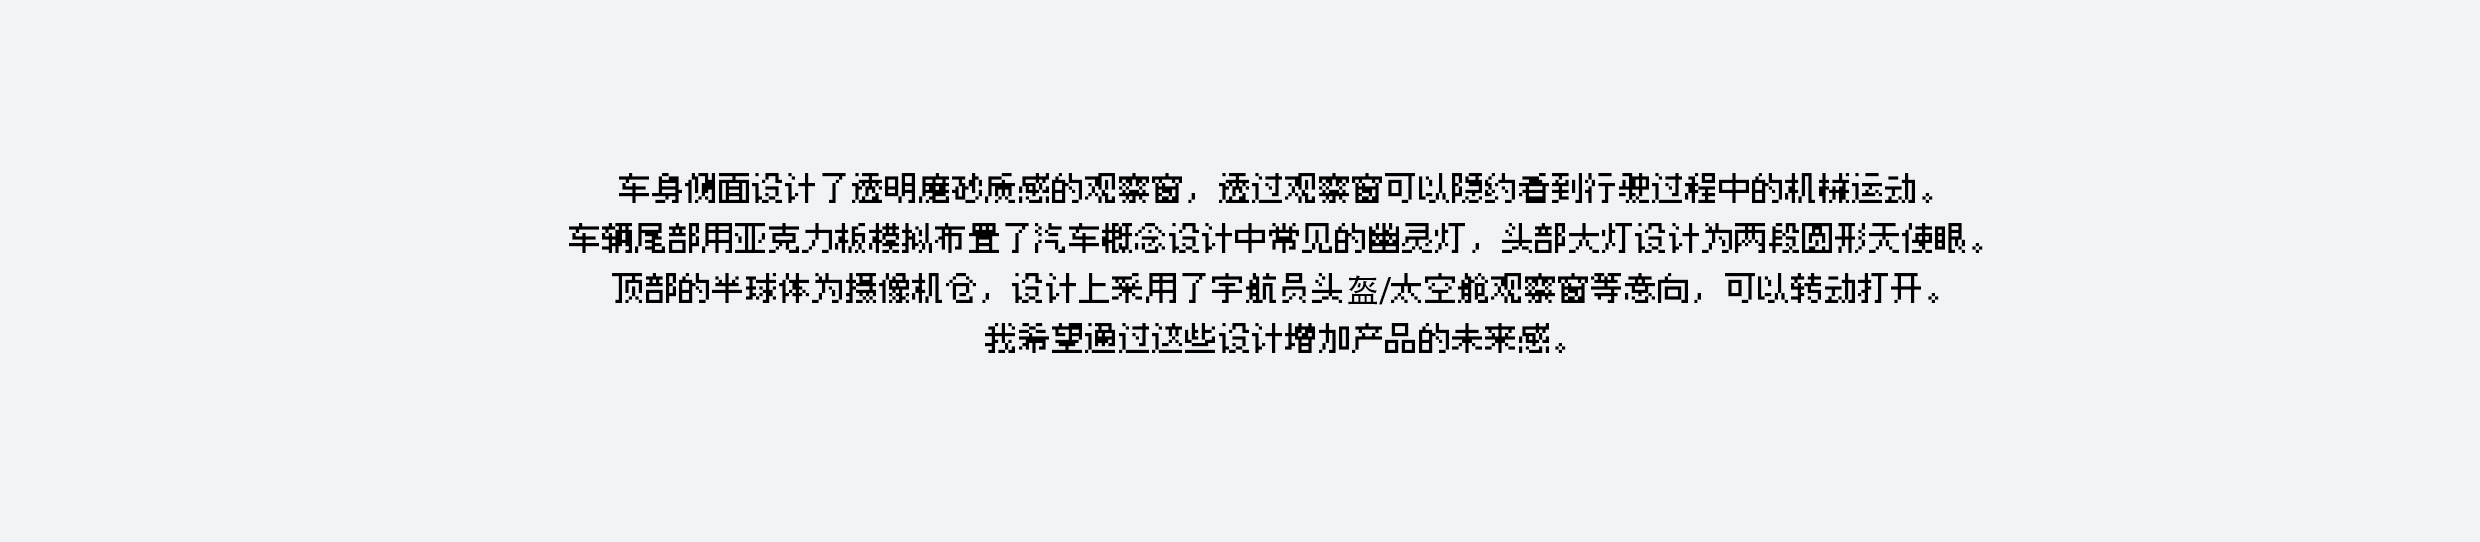 车身侧面设计了透明磨砂质感的观察窗，透过观察窗可以隐约看到行驶过程中的机械运动。
车辆尾部用亚克力板模拟布置了汽车概念设计中常见的幽灵灯，头部大灯设计为两段圆形天使眼。
顶部的半球体为摄像机仓，设计上采用了宇航员头盔/太空舱观察窗等意向，可以转动打开。
我希望通过这些设计增加产品的未来感。